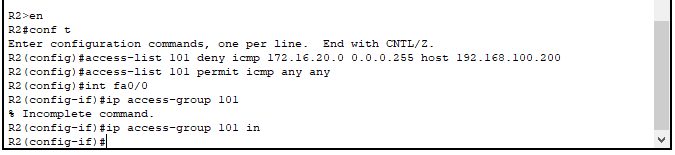 R2>en
R2#conf t
Enter configuration commands, one per line.  End with CNTL/Z.
R2(config)#access-list 101 deny icmp 172.16.20.0 0.0.0.255 host 192.168.100.200
R2(config)#access-list 101 permit icmp any any
R2(config)#int fa0/0
R2(config-if)#ip access-group 101
% Incomplete command.
R2(config-if)#ip access-group 101 in
R2(config-if)#